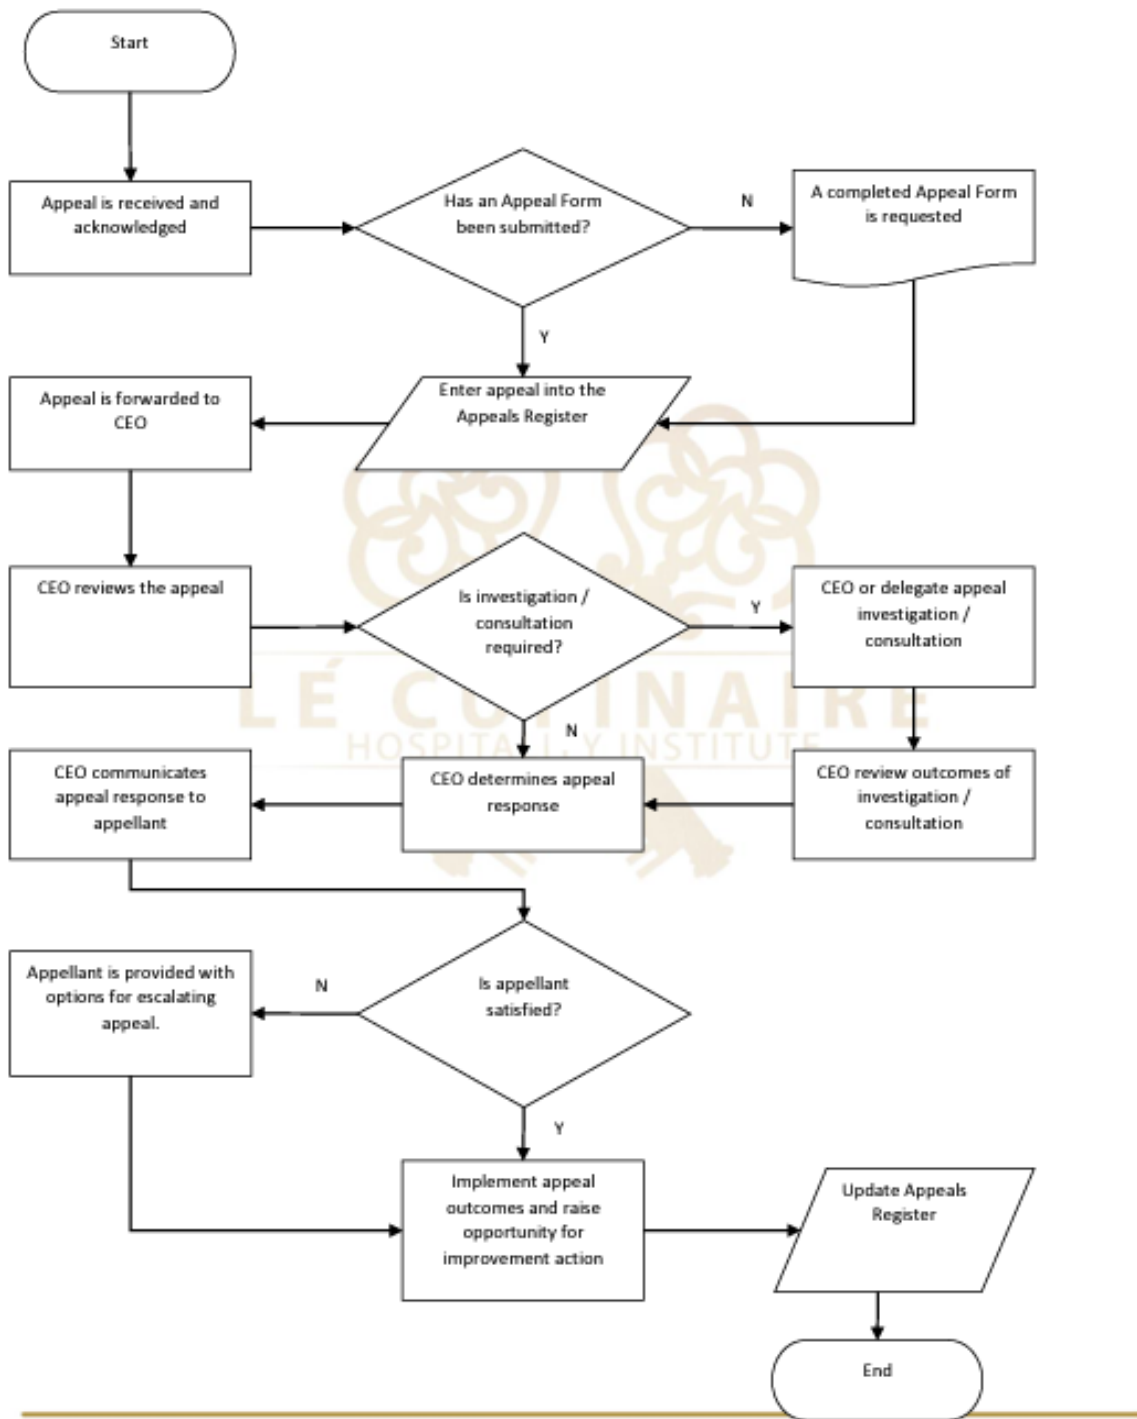 Start
Appeal is received and
acknowledged
Has an Appeal Form
been submitted?
N
A completed Appeal Form
is requested
Y
Appeal is forwarded to
CEO
Enter appeal into the
Appeals Register
CEO reviews the appeal
Is investigation /
consultation
required?
Y
CEO or delegate appeal
investigation /
consultation
LÉ CULINAIRE
HOSPITALITY INSTITUTE
N
CEO communicates
appeal response to
appellant
CEO determines appeal
response
CEO review outcomes of
investigation /
consultation
Appellant is provided with
options for escalating
appeal.
N
Is appellant
satisfied?
Y
Implement appeal
outcomes and raise
opportunity for
improvement action
Update Appeals
Register
End